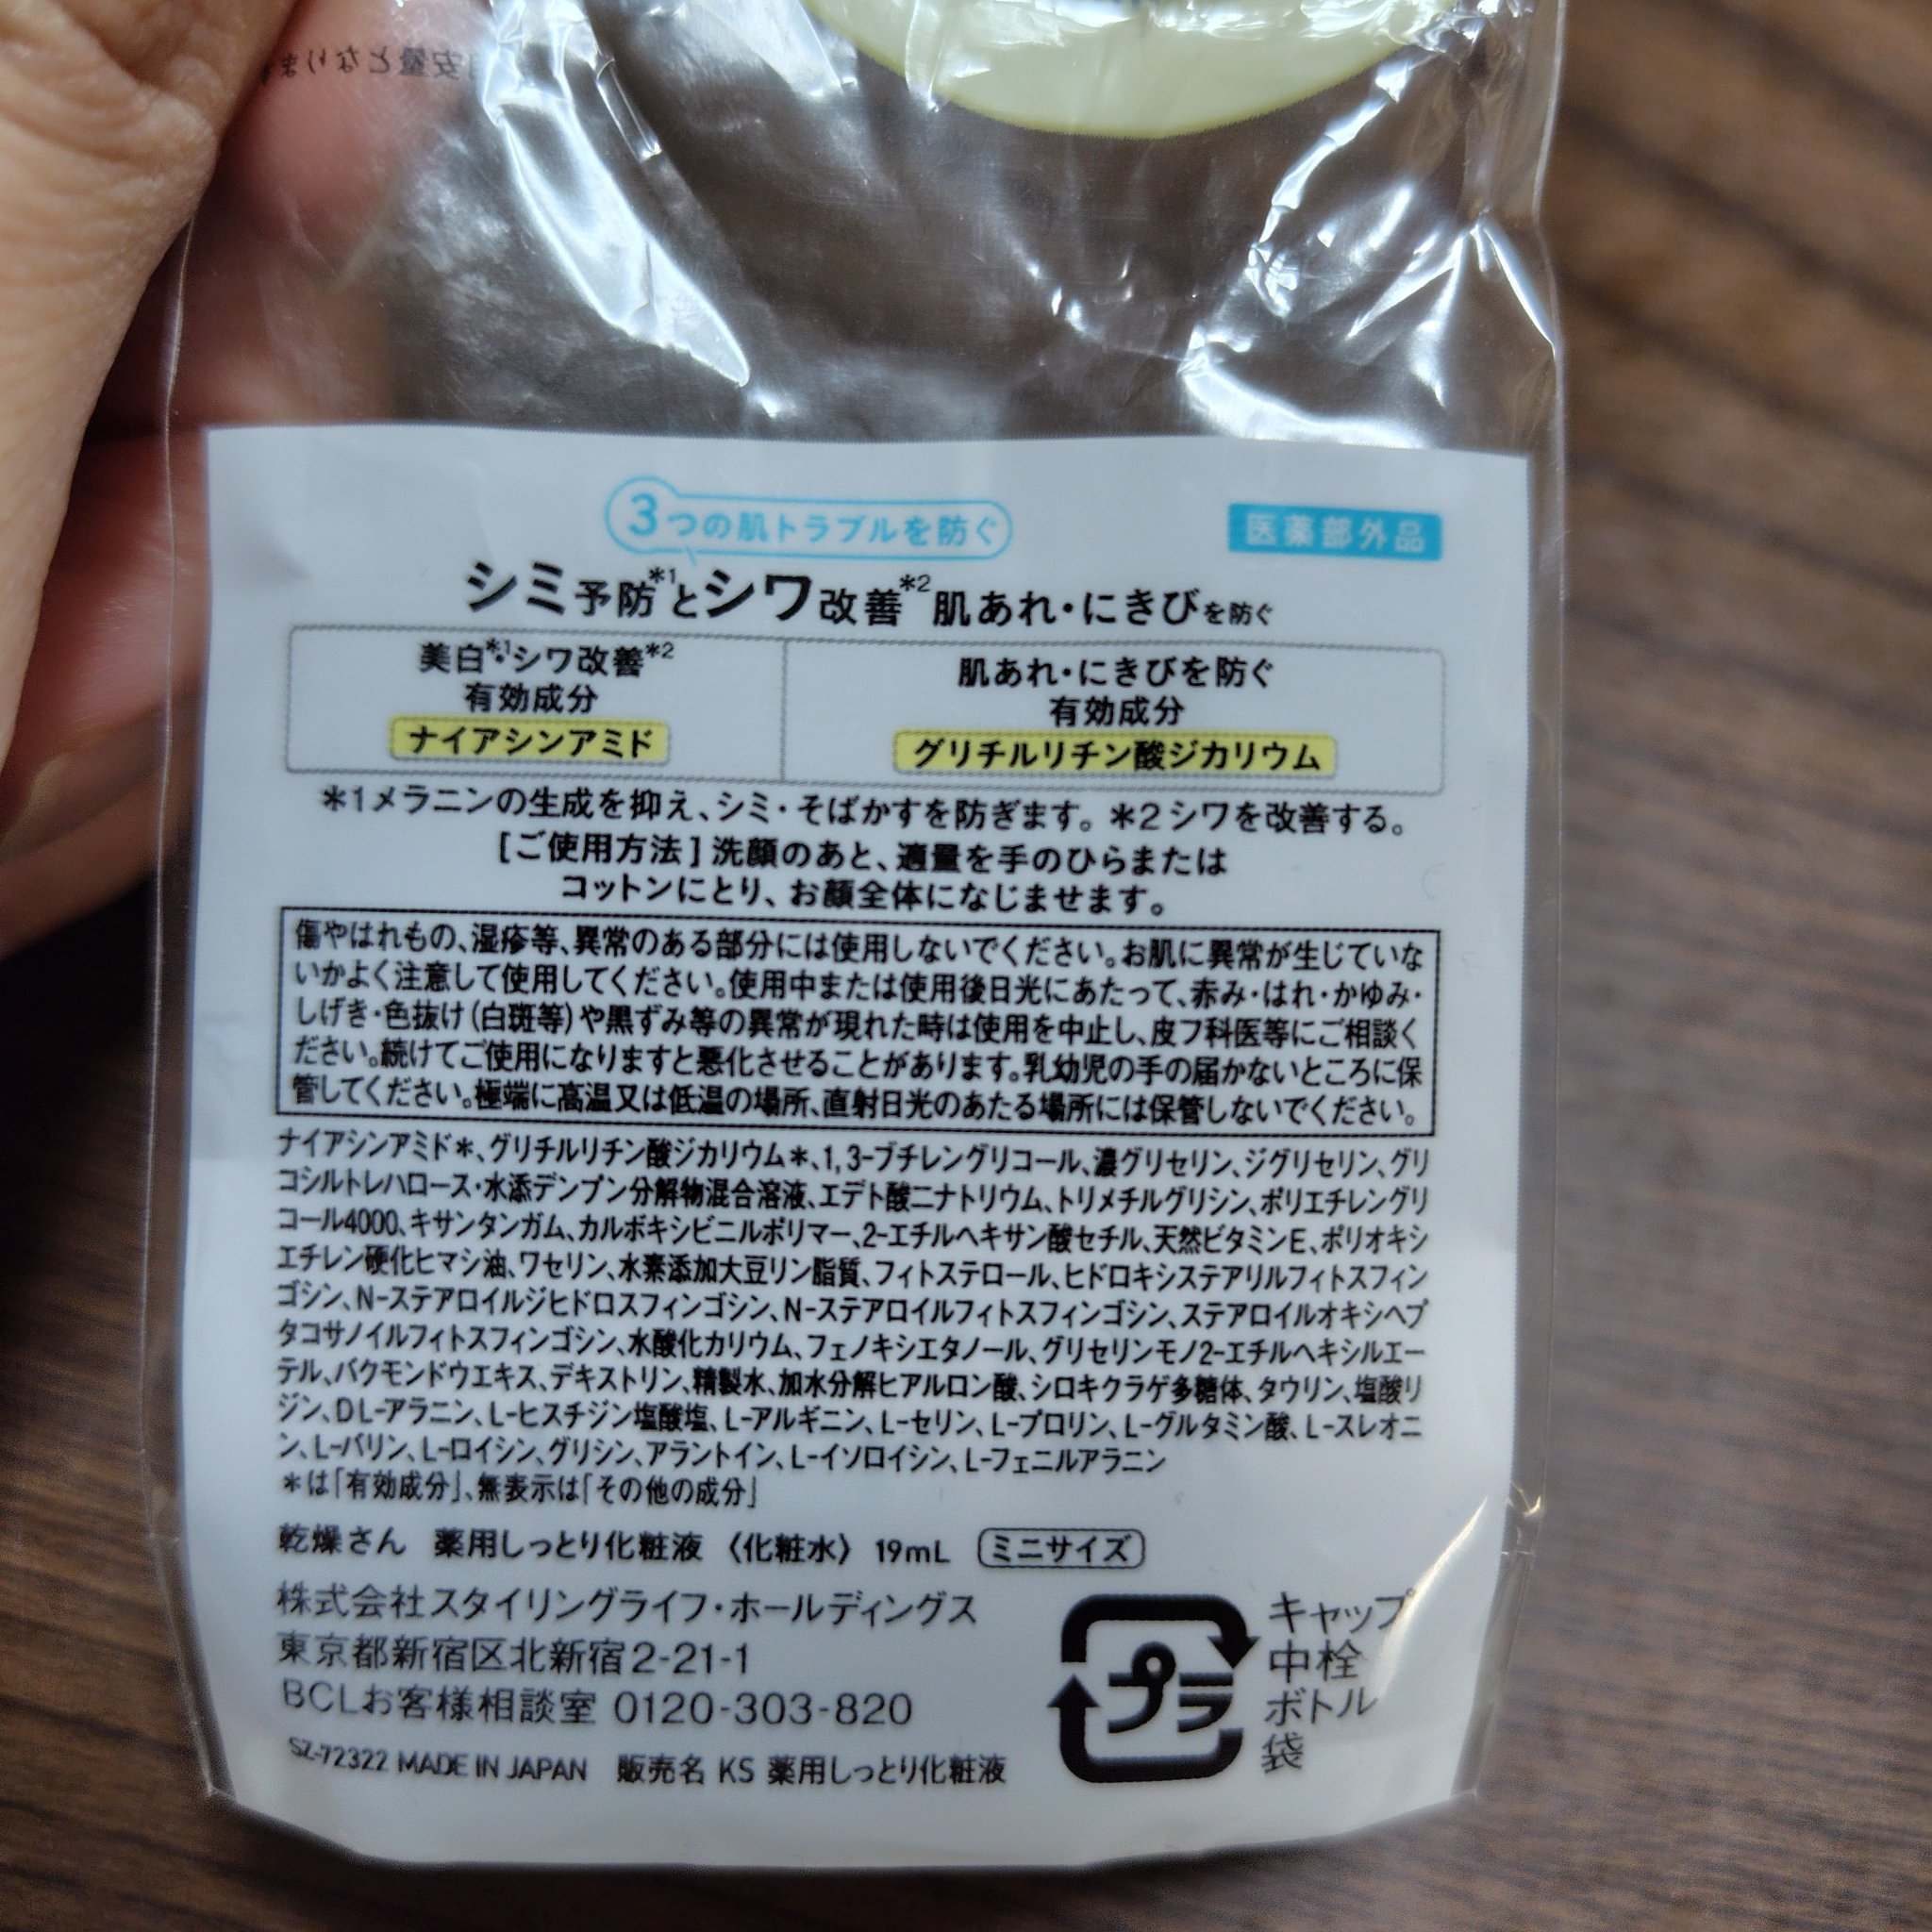 安量となりま
3つの肌トラブルを防ぐ
医薬部外品
シミ予防*1とシワ改善*2 肌あれ・にきびを防ぐ
美白*1・シワ改善*2
有効成分
ナイアシンアミド
肌あれ・にきびを防ぐ
有効成分
グリチルリチン酸ジカリウム
*1メラニンの生成を抑え、シミ・そばかすを防ぎます。*2 シワを改善する。
[ご使用方法] 洗顔のあと、適量を手のひらまたは
コットンにとり、お顔全体になじませます。
傷やはれもの、湿疹等、異常のある部分には使用しないでください。お肌に異常が生じていな
いかよく注意して使用してください。使用中または使用後日光にあたって、赤み・はれ・かゆみ・
しげき・色抜け(白斑等)や黒ずみ等の異常が現れた時は使用を中止し、皮フ科医等にご相談く
ださい。続けてご使用になりますと悪化させることがあります。乳幼児の手の届かないところに保
管してください。極端に高温又は低温の場所、直射日光のあたる場所には保管しないでください。
ナイアシンアミド*、グリチルリチン酸ジカリウム*、1,3-ブチレングリコール、濃グリセリン、ジグリセリン、グリ
コシルトレハロース・水添デンプン分解物混合溶液、エデト酸二ナトリウム、トリメチルグリシン、ポリエチレングリ
コール4000、キサンタンガム、カルボキシビニルポリマー、2-エチルヘキサン酸セチル、天然ビタミンE、ポリオキシ
エチレン硬化ヒマシ油、ワセリン、水素添加大豆リン脂質、フィトステロール、ヒドロキシステアリルフィトスフィン
ゴシン、N-ステアロイルジヒドロスフィンゴシン、N-ステアロイルフィトスフィンゴシン、ステアロイルオキシヘプ
タコサノイルフィトスフィンゴシン、水酸化カリウム、フェノキシエタノール、グリセリンモノ2-エチルヘキシルエー
テル、バクモンドウエキス、デキストリン、精製水、加水分解ヒアルロン酸、シロキクラゲ多糖体、タウリン、塩酸リ
ジン、DL-アラニン、L-ヒスチジン塩酸塩、L-アルギニン、L-セリン、L-プロリン、L-グルタミン酸、L-スレオニ
ン、L-バリン、L-ロイシン、グリシン、アラントイン、L-イソロイシン、L-フェニルアラニン
*は「有効成分」、無表示は「その他の成分」
乾燥さん 薬用しっとり化粧液 〈化粧水〉 19mL ミニサイズ
株式会社スタイリングライフ・ホールディングス
東京都新宿区北新宿2-21-1
BCLお客様相談室 0120-303-820
SZ-72322 MADE IN JAPAN 販売名 KS 薬用しっとり化粧液
プラ
キャップ
中栓
ボトル
袋